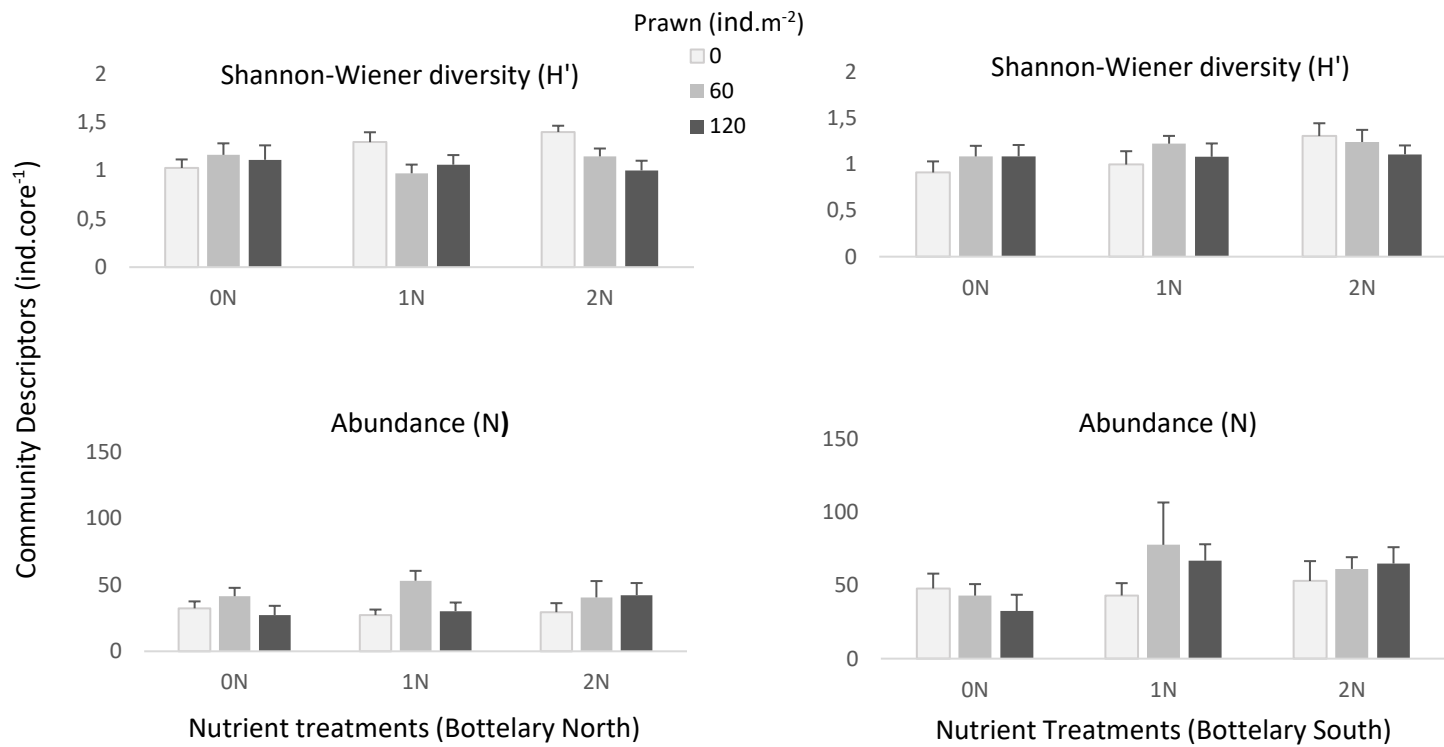 Prawn (ind.m-2)
0
60
120
Community Descriptors (ind.core-1)
Shannon-Wiener diversity (H')
2
1,5
1
0,5
0
0N 1N 2N
Shannon-Wiener diversity (H')
2
1,5
1
0,5
0
0N 1N 2N
Abundance (N)
150
100
50
0
0N 1N 2N
Nutrient treatments (Bottelary North)
Abundance (N)
150
100
50
0
0N 1N 2N
Nutrient Treatments (Bottelary South)